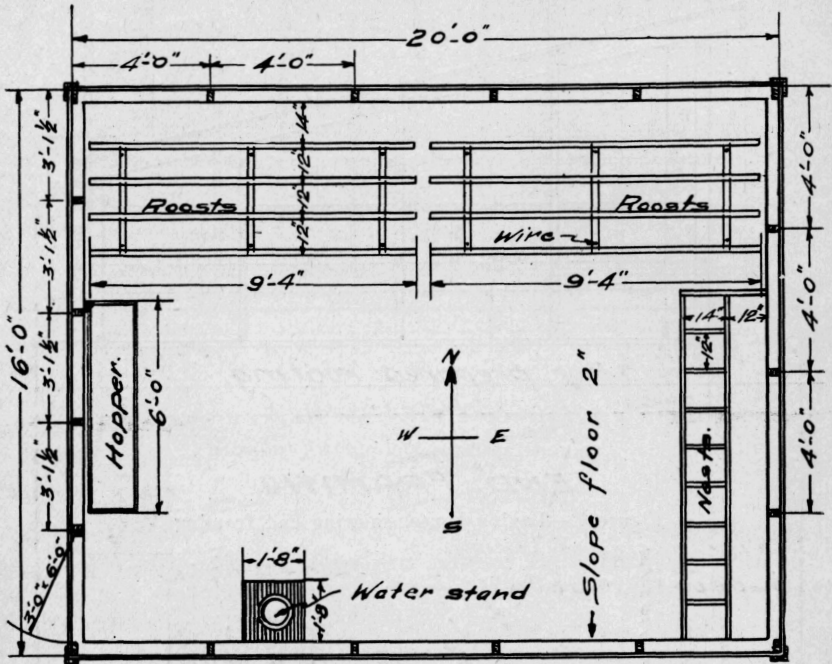 20'-0"
4'-0" 4'-0"
3'-1½"
3'-1½"
3'-1½"
3'-1½"
16'-0"
14"
12"
12"
12"
Roosts
Roosts
Wire
9'-4"
9'-4"
4'-0"
4'-0"
4'-0"
14" 12"
12"
Hopper.
6'-0"
N
W E
S
Slope floor 2"
Nests.
3'-0" x 6'-0"
1'-8"
1'-8"
Water stand